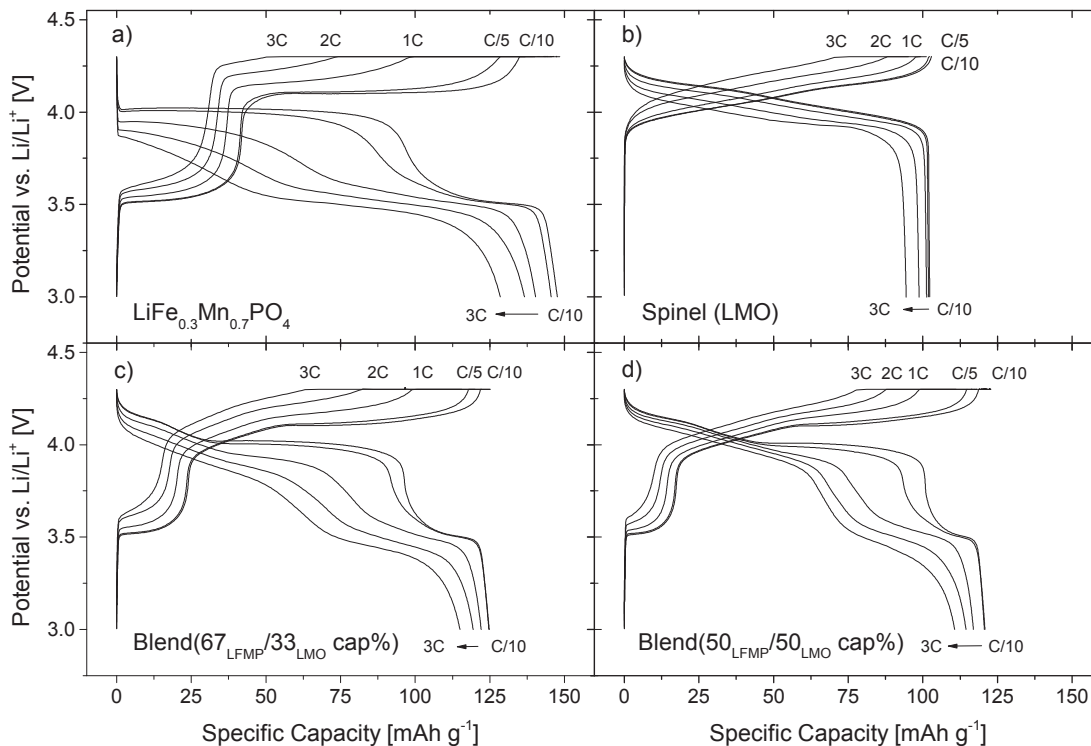 a)
3C 2C 1C C/5 C/10
LiFe0.3Mn0.7PO4
3C C/10
b)
3C 2C 1C C/5
C/10
Spinel (LMO)
3C C/10
4.5
4.0
3.5
3.0
Potential vs. Li/Li+ [V]
c)
3C 2C 1C C/5 C/10
Blend(67LFMP/33LMO cap%)
3C C/10
d)
3C 2C 1C C/5 C/10
Blend(50LFMP/50LMO cap%)
3C C/10
4.5
4.0
3.5
3.0
Potential vs. Li/Li+ [V]
0 25 50 75 100 125 150
0 25 50 75 100 125 150
Specific Capacity [mAh g-1]
Specific Capacity [mAh g-1]